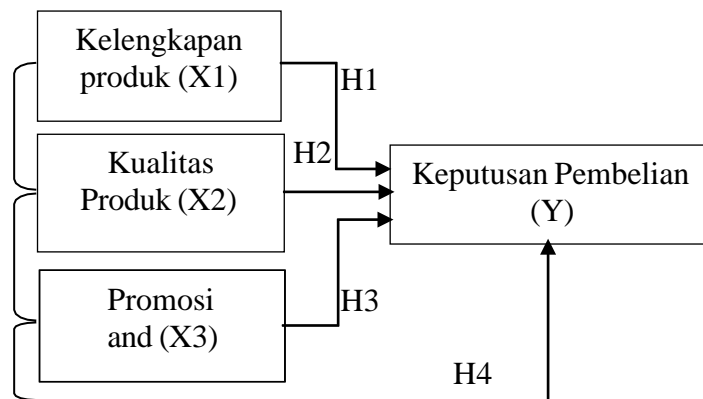 Kelengkapan
produk (X1)
H1
H2
Kualitas
Produk (X2)
Keputusan Pembelian
(Y)
Promosi
and (X3)
H3
H4